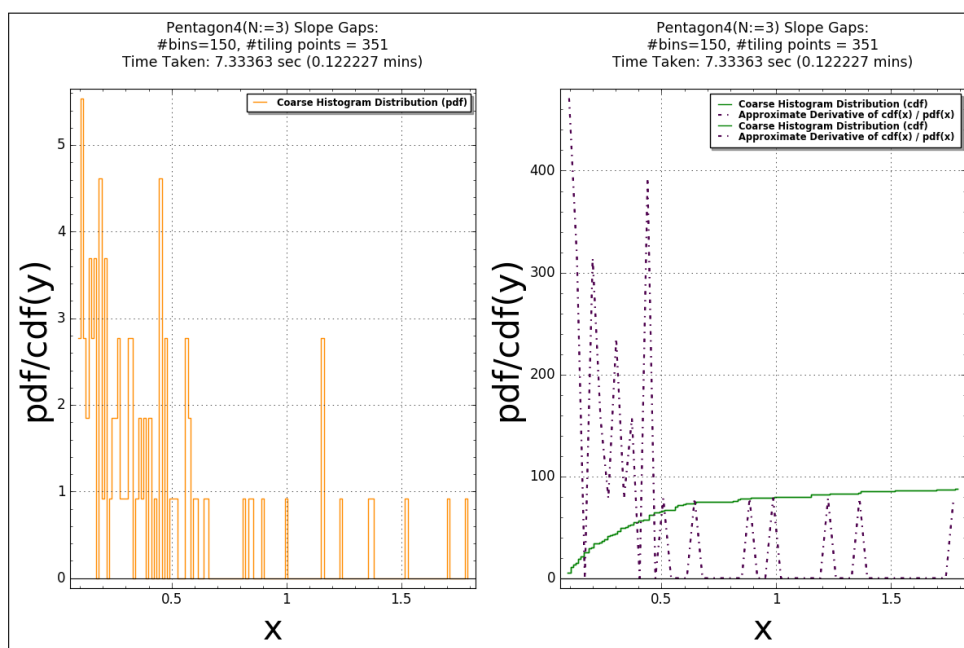 Pentagon4(N:=3) Slope Gaps:
#bins=150, #tiling points = 351
Time Taken: 7.33363 sec (0.122227 mins)
Coarse Histogram Distribution (pdf)
5
4
3
2
1
0
0.5
1
1.5
pdf/cdf(y)
x
Pentagon4(N:=3) Slope Gaps:
#bins=150, #tiling points = 351
Time Taken: 7.33363 sec (0.122227 mins)
Coarse Histogram Distribution (cdf)
Approximate Derivative of cdf(x) / pdf(x)
Coarse Histogram Distribution (cdf)
Approximate Derivative of cdf(x) / pdf(x)
400
300
200
100
0
0.5
1
1.5
pdf/cdf(y)
x